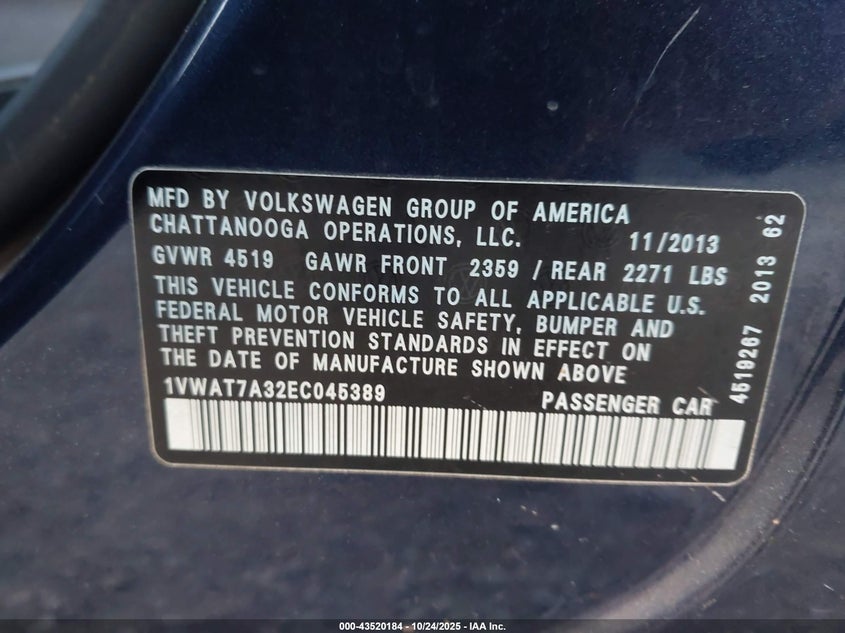 MFD BY VOLKSWAGEN GROUP OF AMERICA
CHATTANOOGA OPERATIONS, LLC. 11/2013
GVWR 4519 GAWR FRONT 2359 / REAR 2271 LBS
THIS VEHICLE CONFORMS TO ALL APPLICABLE U.S.
FEDERAL MOTOR VEHICLE SAFETY, BUMPER AND
THEFT PREVENTION STANDARDS IN EFFECT ON
THE DATE OF MANUFACTURE SHOWN ABOVE
1VWAT7A32EC045389 PASSENGER CAR
4519267 2013 62
000-43520184 - 10/24/2025 - IAA, Inc.